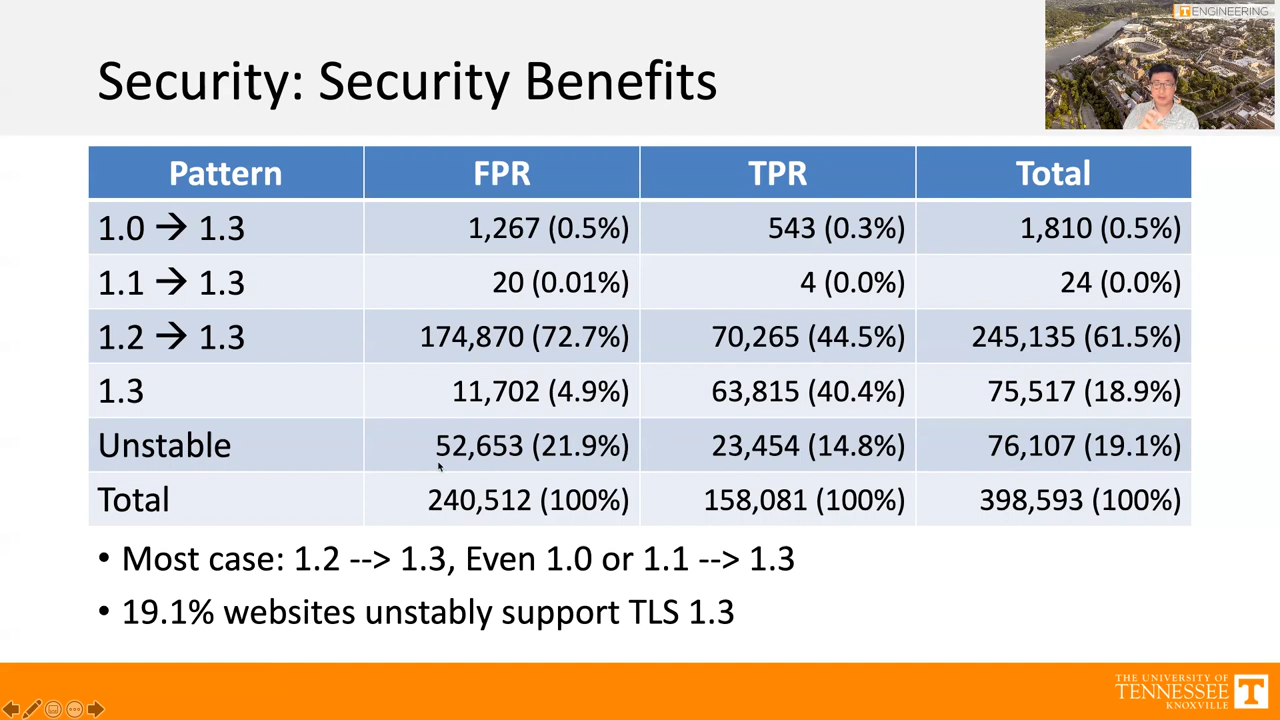 T ENGINEERING
Security: Security Benefits
Pattern FPR TPR Total
1.0 → 1.3 1,267 (0.5%) 543 (0.3%) 1,810 (0.5%)
1.1 → 1.3 20 (0.01%) 4 (0.0%) 24 (0.0%)
1.2 → 1.3 174,870 (72.7%) 70,265 (44.5%) 245,135 (61.5%)
1.3 11,702 (4.9%) 63,815 (40.4%) 75,517 (18.9%)
Unstable 52,653 (21.9%) 23,454 (14.8%) 76,107 (19.1%)
Total 240,512 (100%) 158,081 (100%) 398,593 (100%)
• Most case: 1.2 --> 1.3, Even 1.0 or 1.1 --> 1.3
• 19.1% websites unstably support TLS 1.3
THE UNIVERSITY OF
TENNESSEE T
KNOXVILLE